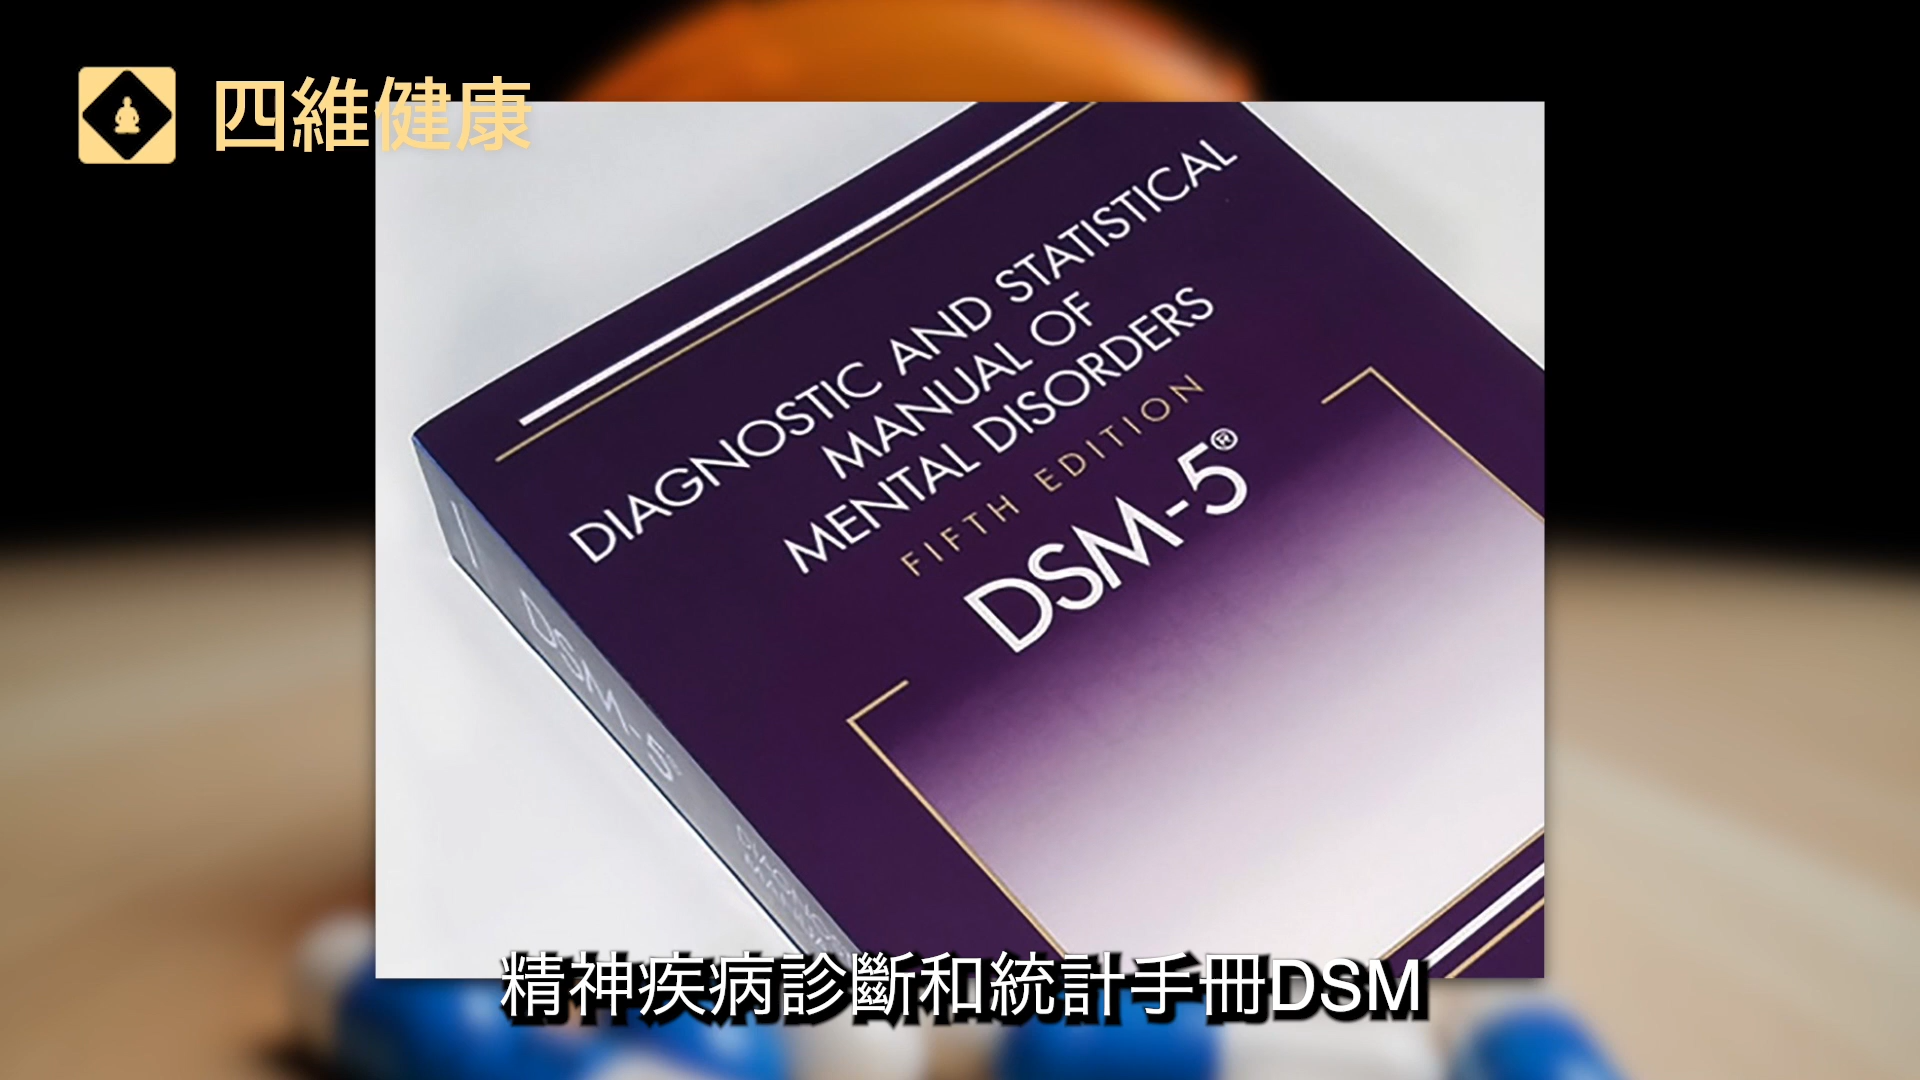 四維健康
DIAGNOSTIC AND STATISTICAL
MANUAL OF
MENTAL DISORDERS
FIFTH EDITION
DSM-5®
DSM-5
精神疾病診斷和統計手冊DSM